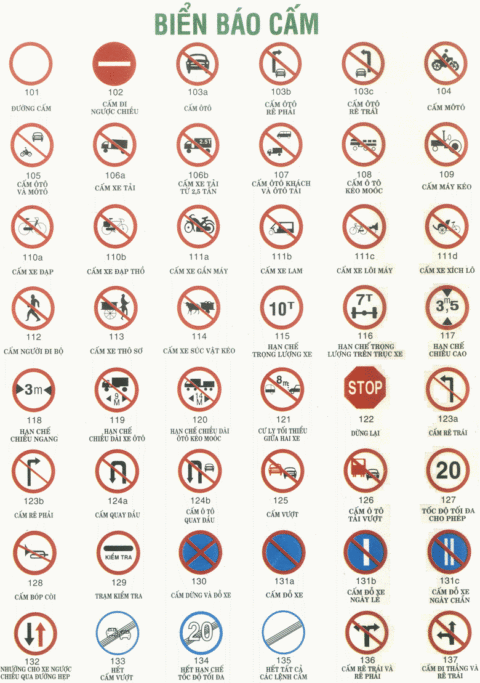 BIỂN BÁO CẤM
101 102 103a 103b 103c 104
ĐƯỜNG CẤM
CẤM ĐI
NGƯỢC CHIỀU
CẤM ÔTÔ
CẤM ÔTÔ
RẼ PHẢI
CẤM ÔTÔ
RẼ TRÁI
CẤM MÔTÔ
2.5T
105 106a 106b 107 108 109
CẤM ÔTÔ
VÀ MÔTÔ
CẤM XE TẢI
CẤM XE TẢI
TỪ 2,5 TẤN
CẤM ÔTÔ KHÁCH
VÀ ÔTÔ TẢI
CẤM Ô TÔ
KÉO MOÓC
CẤM MÁY KÉO
110a 110b 111a 111b 111c 111d
CẤM XE ĐẠP
CẤM XE ĐẠP THỒ
CẤM XE GẮN MÁY
CẤM XE LAM
CẤM XE LÔI MÁY
CẤM XE XÍCH LÔ
10T
7T
m
3,5
112 113 114 115 116 117
CẤM NGƯỜI ĐI BỘ
CẤM XE THÔ SƠ
CẤM XE SÚC VẬT KÉO
HẠN CHẾ
TRỌNG LƯỢNG XE
HẠN CHẾ TRỌNG
LƯỢNG TRÊN TRỤC XE
HẠN CHẾ
CHIỀU CAO
3m
9
M
14
M
8m
STOP
118 119 120 121 122 123a
HẠN CHẾ
CHIỀU NGANG
HẠN CHẾ
CHIỀU DÀI XE ÔTÔ
HẠN CHẾ CHIỀU DÀI
ÔTÔ KÉO MOÓC
CỰ LY TỐI THIỂU
GIỮA HAI XE
DỪNG LẠI
CẤM RẼ TRÁI
20
123b 124a 124b 125 126 127
CẤM RẼ PHẢI
CẤM QUAY ĐẦU
CẤM Ô TÔ
QUAY ĐẦU
CẤM VƯỢT
CẤM Ô TÔ
TẢI VƯỢT
TỐC ĐỘ TỐI ĐA
CHO PHÉP
KIỂM TRA
128 129 130 131a 131b 131c
CẤM BÓP CÒI
TRẠM KIỂM TRA
CẤM DỪNG VÀ ĐỖ XE
CẤM ĐỖ XE
CẤM ĐỖ XE
NGÀY LẺ
CẤM ĐỖ XE
NGÀY CHẴN
20
132 133 134 135 136 137
NHƯỜNG CHO XE NGƯỢC
CHIỀU QUA ĐƯỜNG HẸP
HẾT
CẤM VƯỢT
HẾT HẠN CHẾ
TỐC ĐỘ TỐI ĐA
HẾT TẤT CẢ
CÁC LỆNH CẤM
CẤM RẼ TRÁI VÀ
RẼ PHẢI
CẤM ĐI THẲNG VÀ
RẼ TRÁI